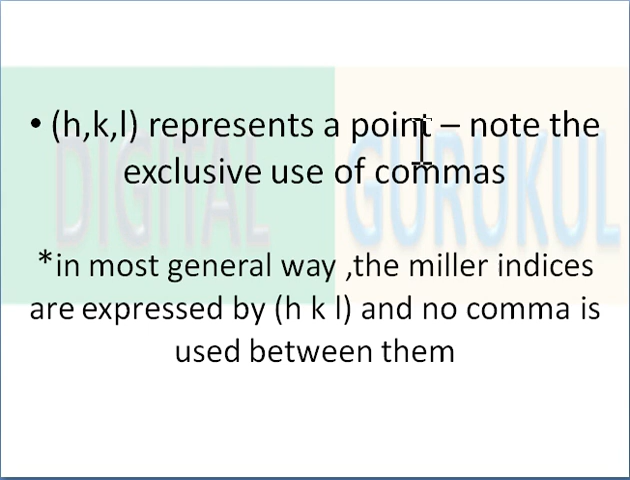 • (h,k,l) represents a point – note the
exclusive use of commas
DIGITAL GURUKUL
*in most general way ,the miller indices
are expressed by (h k l) and no comma is
used between them